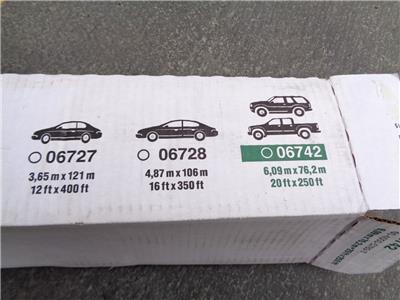 06727
3,65 m x 121 m
12 ft x 400 ft
06728
4,87 m x 106 m
16 ft x 350 ft
06742
6,09 m x 76,2 m
20 ft x 250 ft